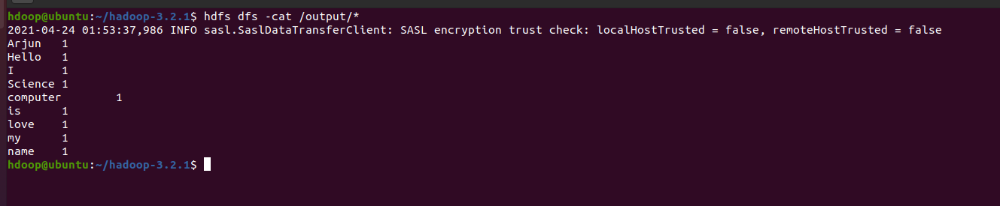 hdoop@ubuntu:~/hadoop-3.2.1$ hdfs dfs -cat /output/*
2021-04-24 01:53:37,986 INFO sasl.SaslDataTransferClient: SASL encryption trust check: localHostTrusted = false, remoteHostTrusted = false
Arjun	1
Hello	1
I	1
Science	1
computer	1
is	1
love	1
my	1
name	1
hdoop@ubuntu:~/hadoop-3.2.1$